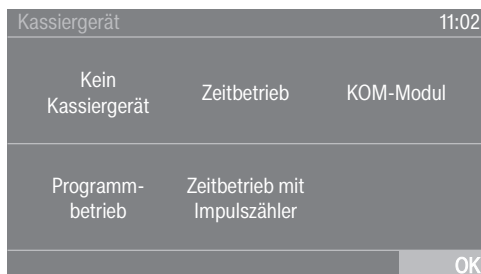 Kassiergerät 11:02
Kein
Kassiergerät
Zeitbetrieb
KOM-Modul
Programm-
betrieb
Zeitbetrieb mit
Impulszähler
OK